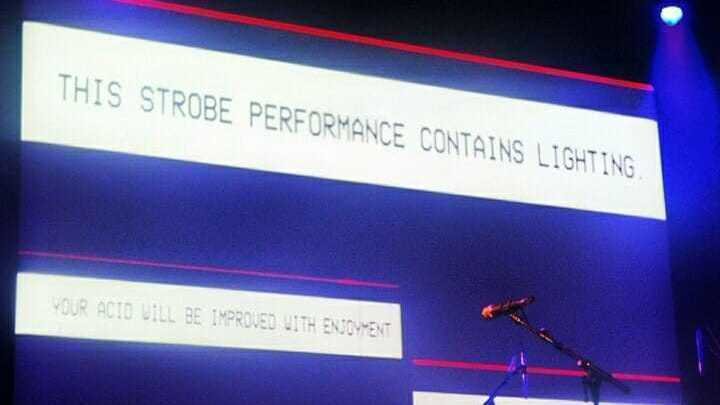 THIS STROBE PERFORMANCE CONTAINS LIGHTING.
YOUR ACID WILL BE IMPROVED WITH ENJOYMENT